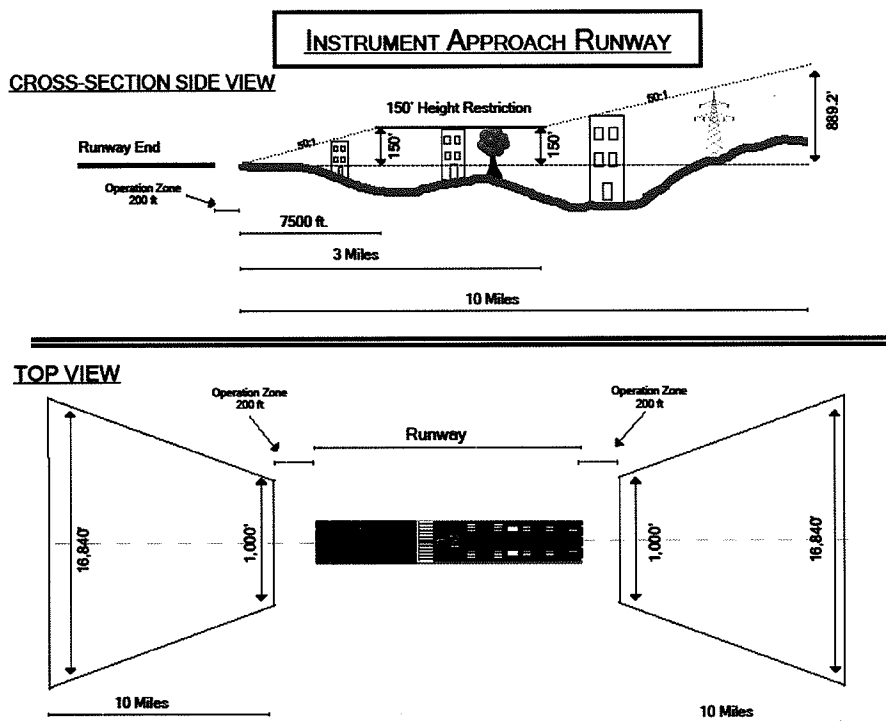 INSTRUMENT APPROACH RUNWAY
CROSS-SECTION SIDE VIEW
150' Height Restriction
50:1
50:1
889.2'
150'
150'
Runway End
Operation Zone
200 ft
7500 ft.
3 Miles
10 Miles
TOP VIEW
Operation Zone
200 ft
Operation Zone
200 ft
Runway
16,840'
1,000'
1,000'
16,840'
10 Miles
10 Miles